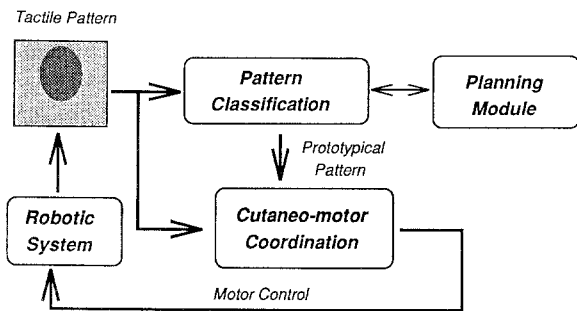 Tactile Pattern
Pattern
Classification
Planning
Module
Prototypical
Pattern
Robotic
System
Cutaneo-motor
Coordination
Motor Control